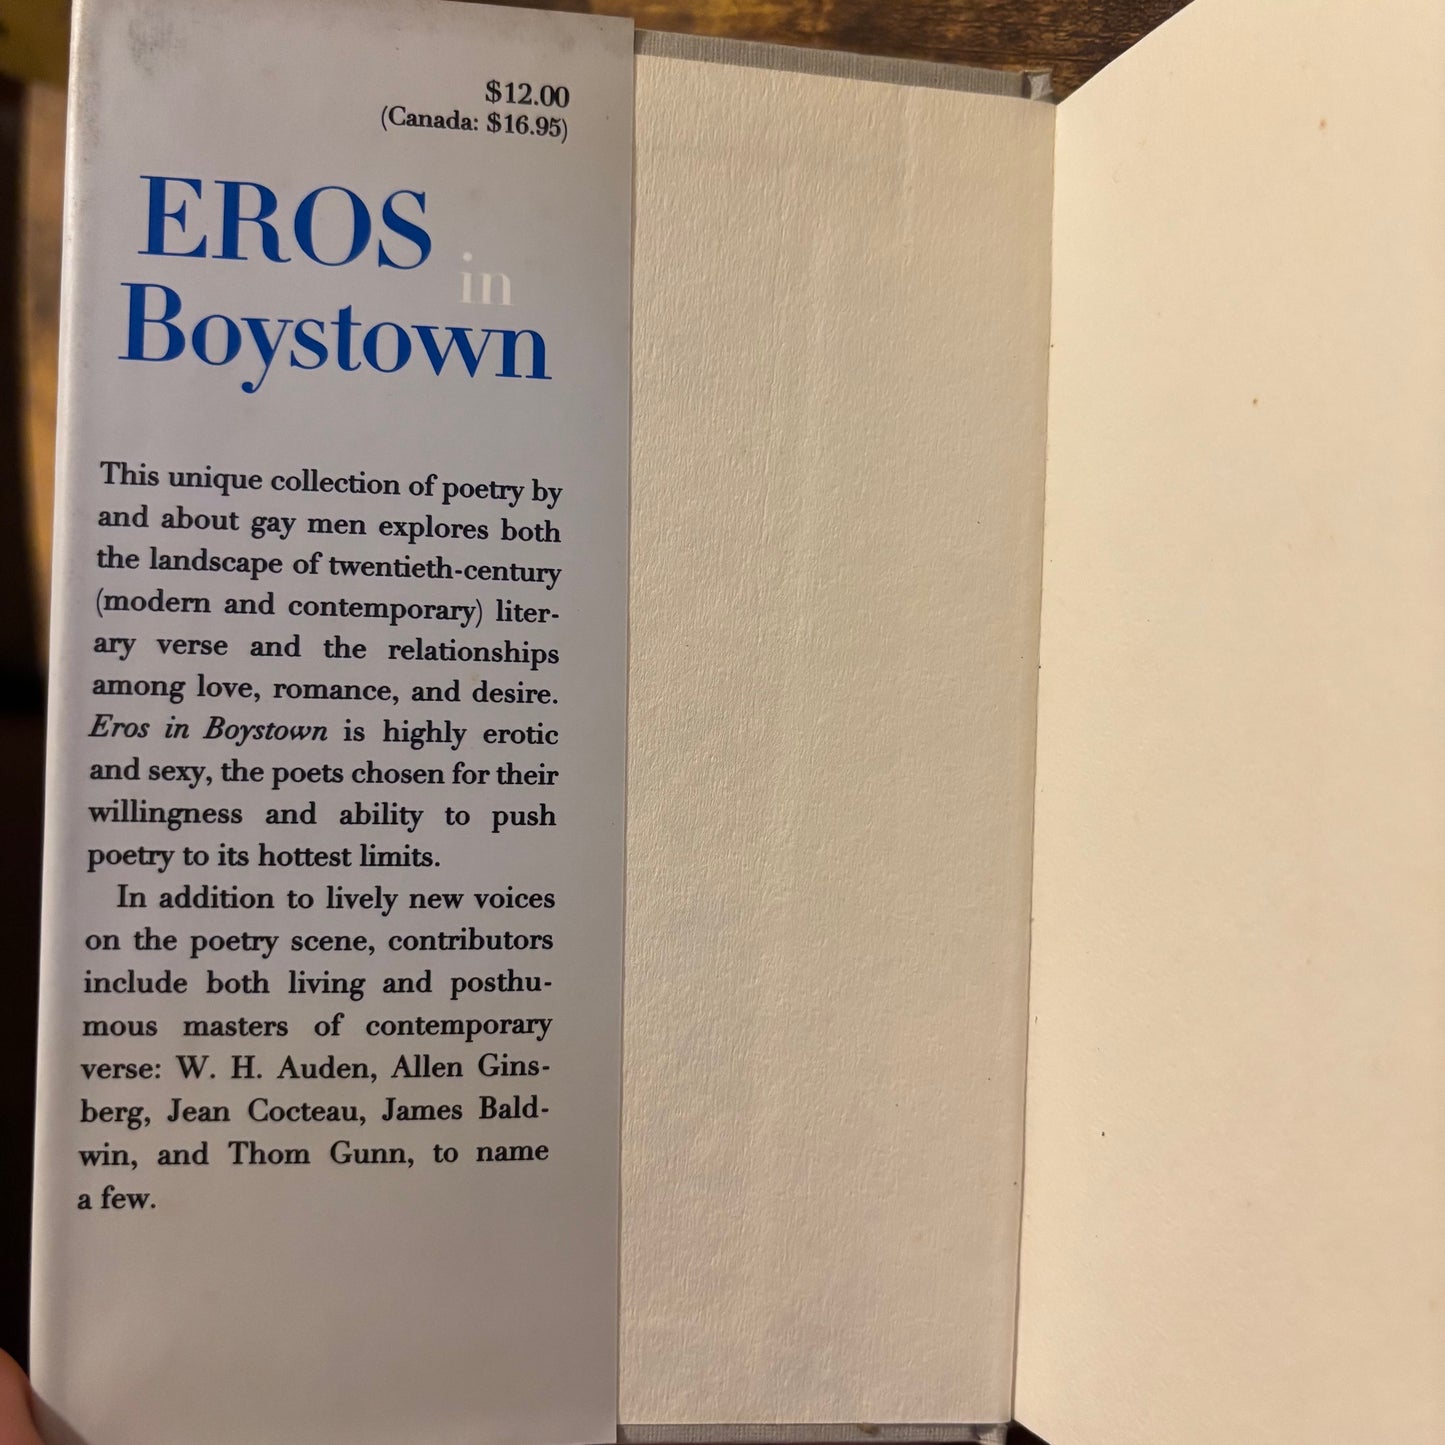 $12.00
(Canada: $16.95)
EROS in
Boystown
This unique collection of poetry by
and about gay men explores both
the landscape of twentieth-century
(modern and contemporary) liter-
ary verse and the relationships
among love, romance, and desire.
Eros in Boystown is highly erotic
and sexy, the poets chosen for their
willingness and ability to push
poetry to its hottest limits.
In addition to lively new voices
on the poetry scene, contributors
include both living and posthu-
mous masters of contemporary
verse: W. H. Auden, Allen Gins-
berg, Jean Cocteau, James Bald-
win, and Thom Gunn, to name
a few.